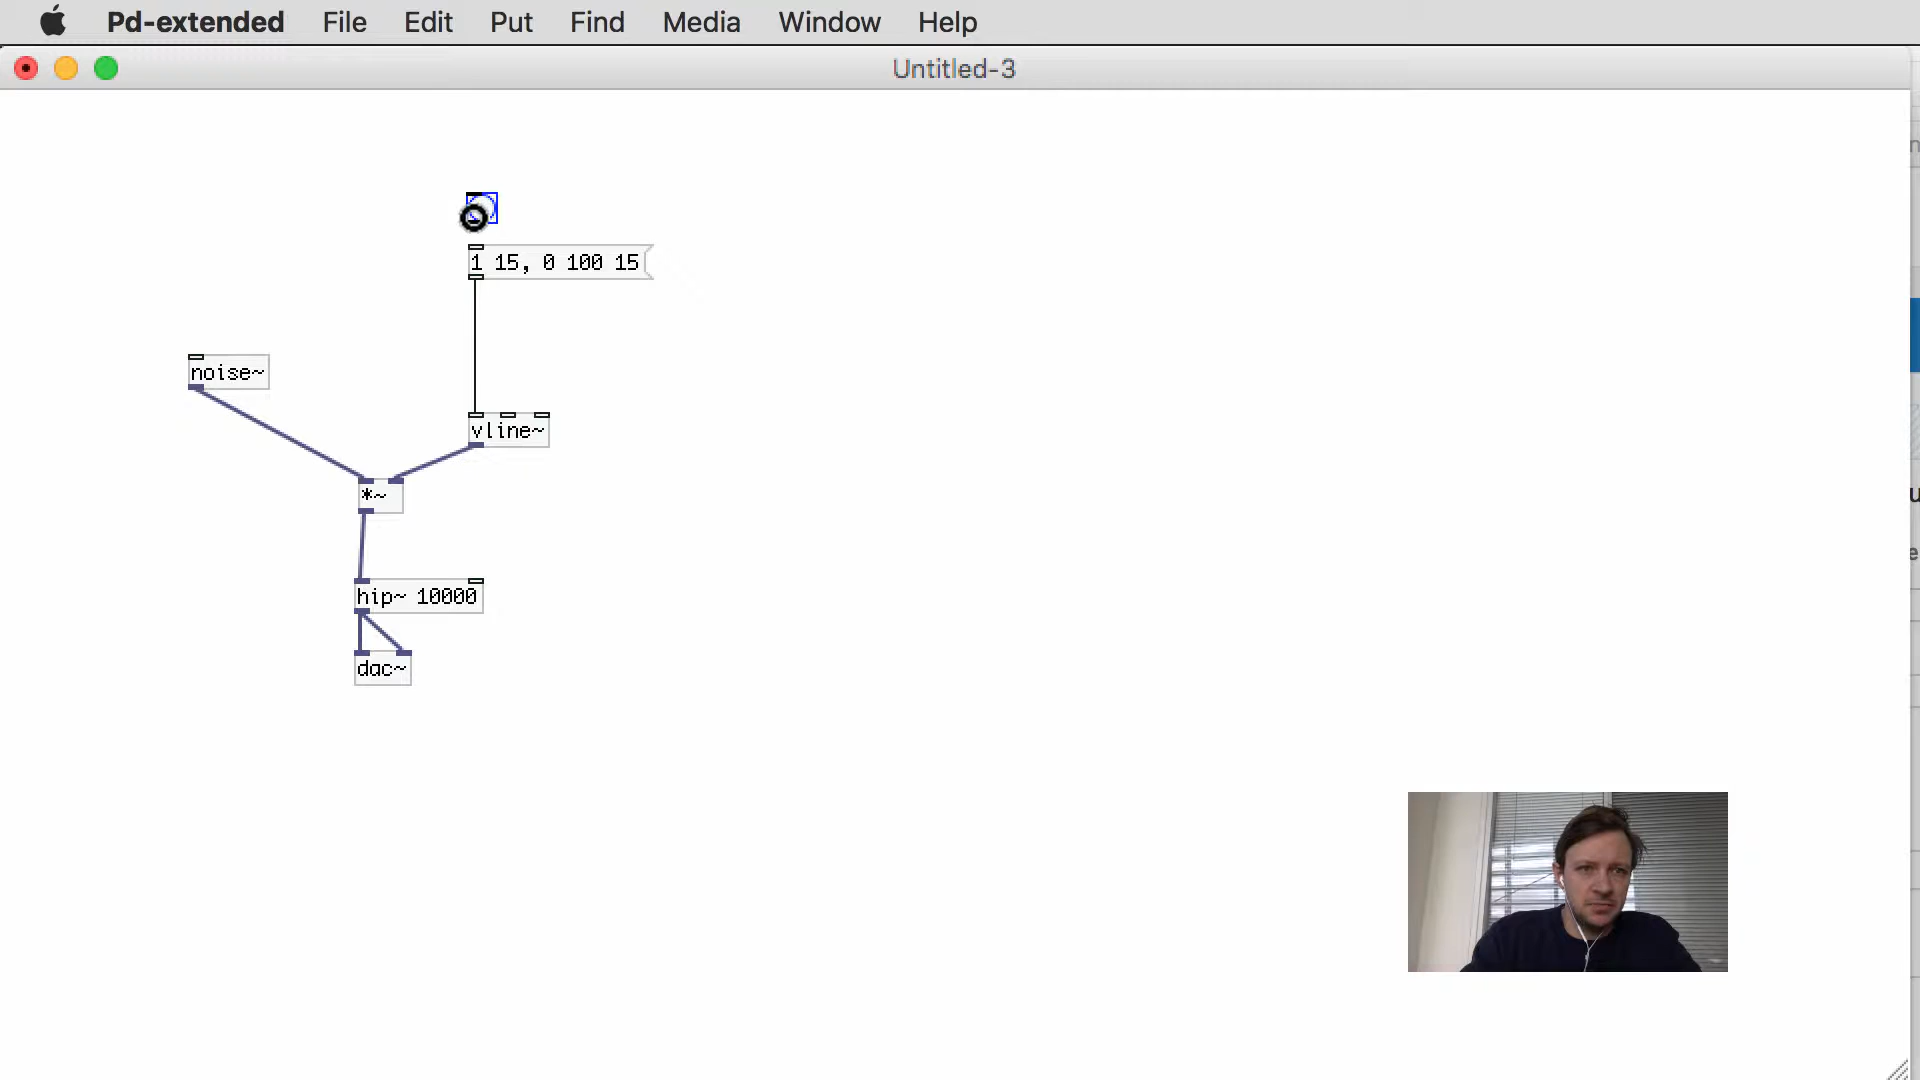 Pd-extended File Edit Put Find Media Window Help
Untitled-3
1 15, 0 100 15
noise~
vline~
*~
hip~ 10000
dac~